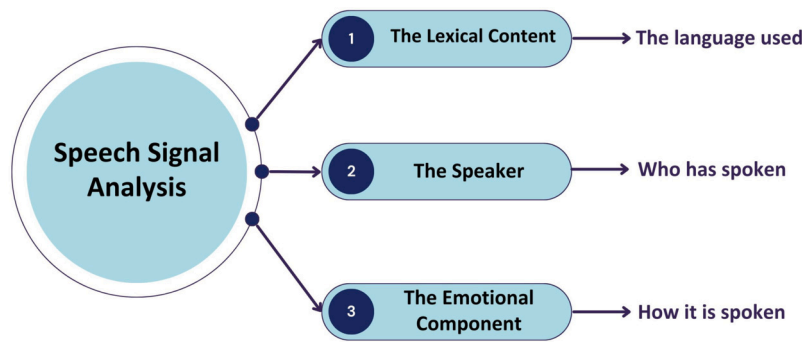 Speech Signal
Analysis
1
The Lexical Content
The language used
2
The Speaker
Who has spoken
3
The Emotional
Component
How it is spoken